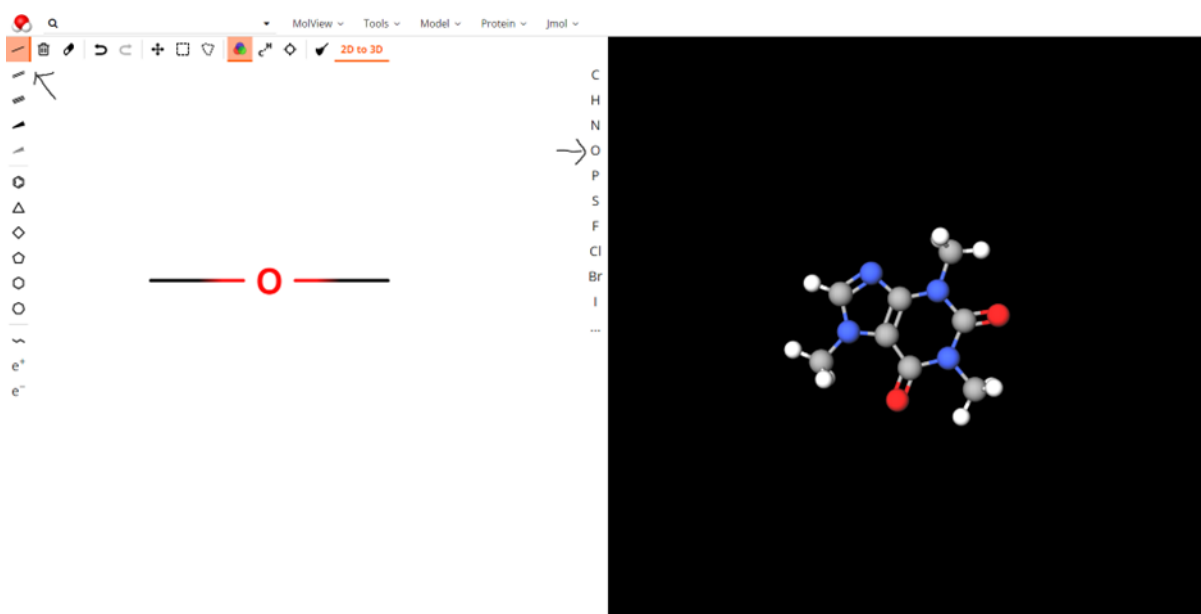 MolView Tools Model Protein Jmol
C H 2D to 3D
C
H
N
O
P
S
F
Cl
Br
I
...
O
e+
e−